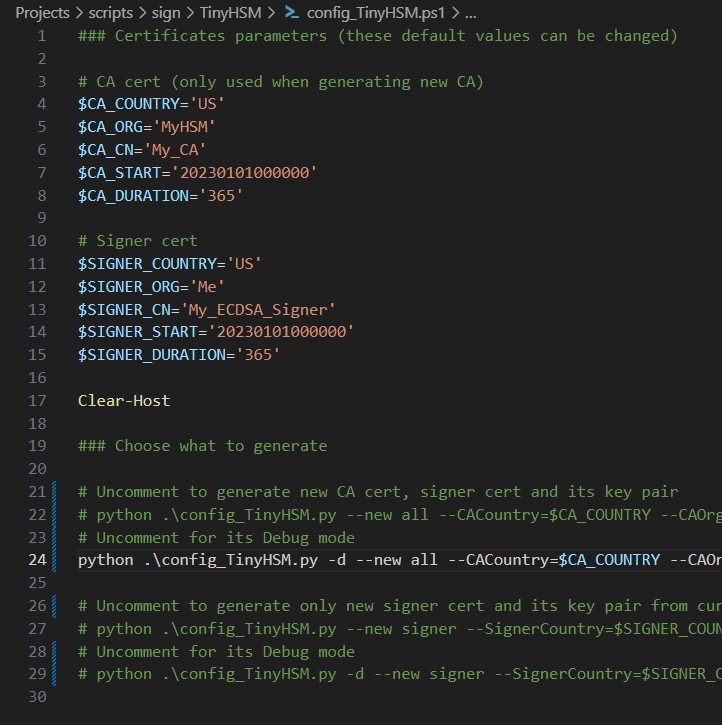 Projects > scripts > sign > TinyHSM > config_TinyHSM.ps1 > ...
1 ### Certificates parameters (these default values can be changed)
2
3 # CA cert (only used when generating new CA)
4 $CA_COUNTRY='US'
5 $CA_ORG='MyHSM'
6 $CA_CN='My_CA'
7 $CA_START='20230101000000'
8 $CA_DURATION='365'
9
10 # Signer cert
11 $SIGNER_COUNTRY='US'
12 $SIGNER_ORG='Me'
13 $SIGNER_CN='My_ECDSA_Signer'
14 $SIGNER_START='20230101000000'
15 $SIGNER_DURATION='365'
16
17 Clear-Host
18
19 ### Choose what to generate
20
21 # Uncomment to generate new CA cert, signer cert and its key pair
22 # python .\config_TinyHSM.py --new all --CACountry=$CA_COUNTRY --CAOrg
23 # Uncomment for its Debug mode
24 python .\config_TinyHSM.py -d --new all --CACountry=$CA_COUNTRY --CAOr
25
26 # Uncomment to generate only new signer cert and its key pair from cur
27 # python .\config_TinyHSM.py --new signer --SignerCountry=$SIGNER_COUN
28 # Uncomment for its Debug mode
29 # python .\config_TinyHSM.py -d --new signer --SignerCountry=$SIGNER_C
30